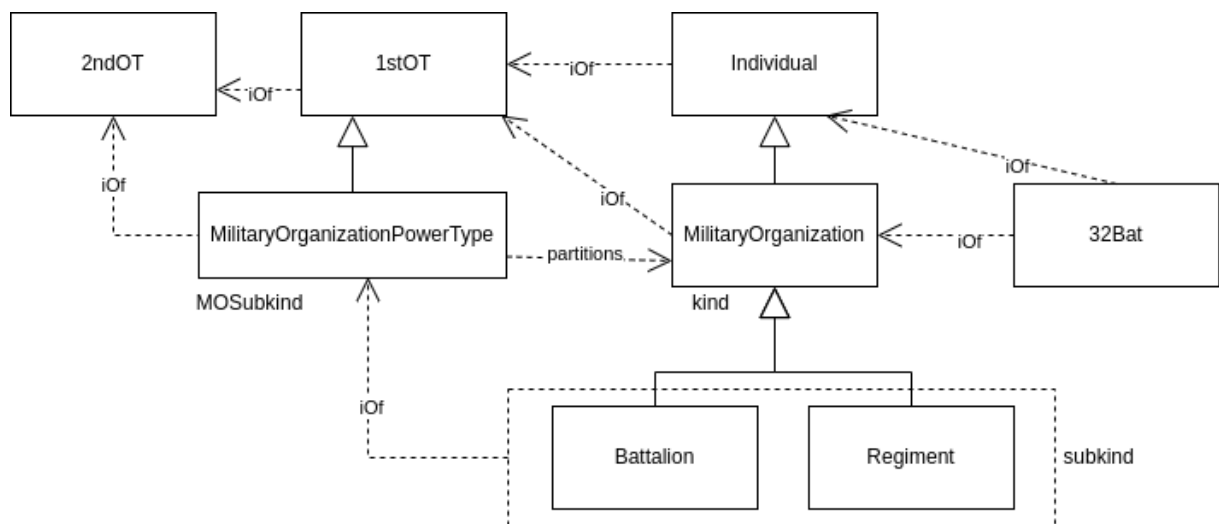 2ndOT
1stOT
Individual
iOf
iOf
iOf
iOf
iOf
MilitaryOrganizationPowerType
MilitaryOrganization
32Bat
iOf
partitions
MOSubkind
kind
iOf
Battalion
Regiment
subkind